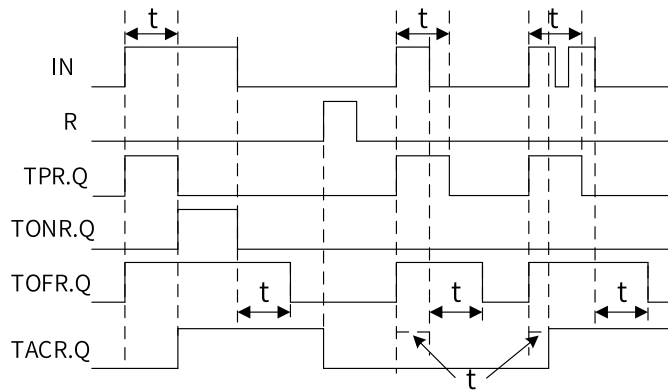 t t t
IN
R
TPR.Q
TONR.Q
TOFR.Q
t t t
TACR.Q
t